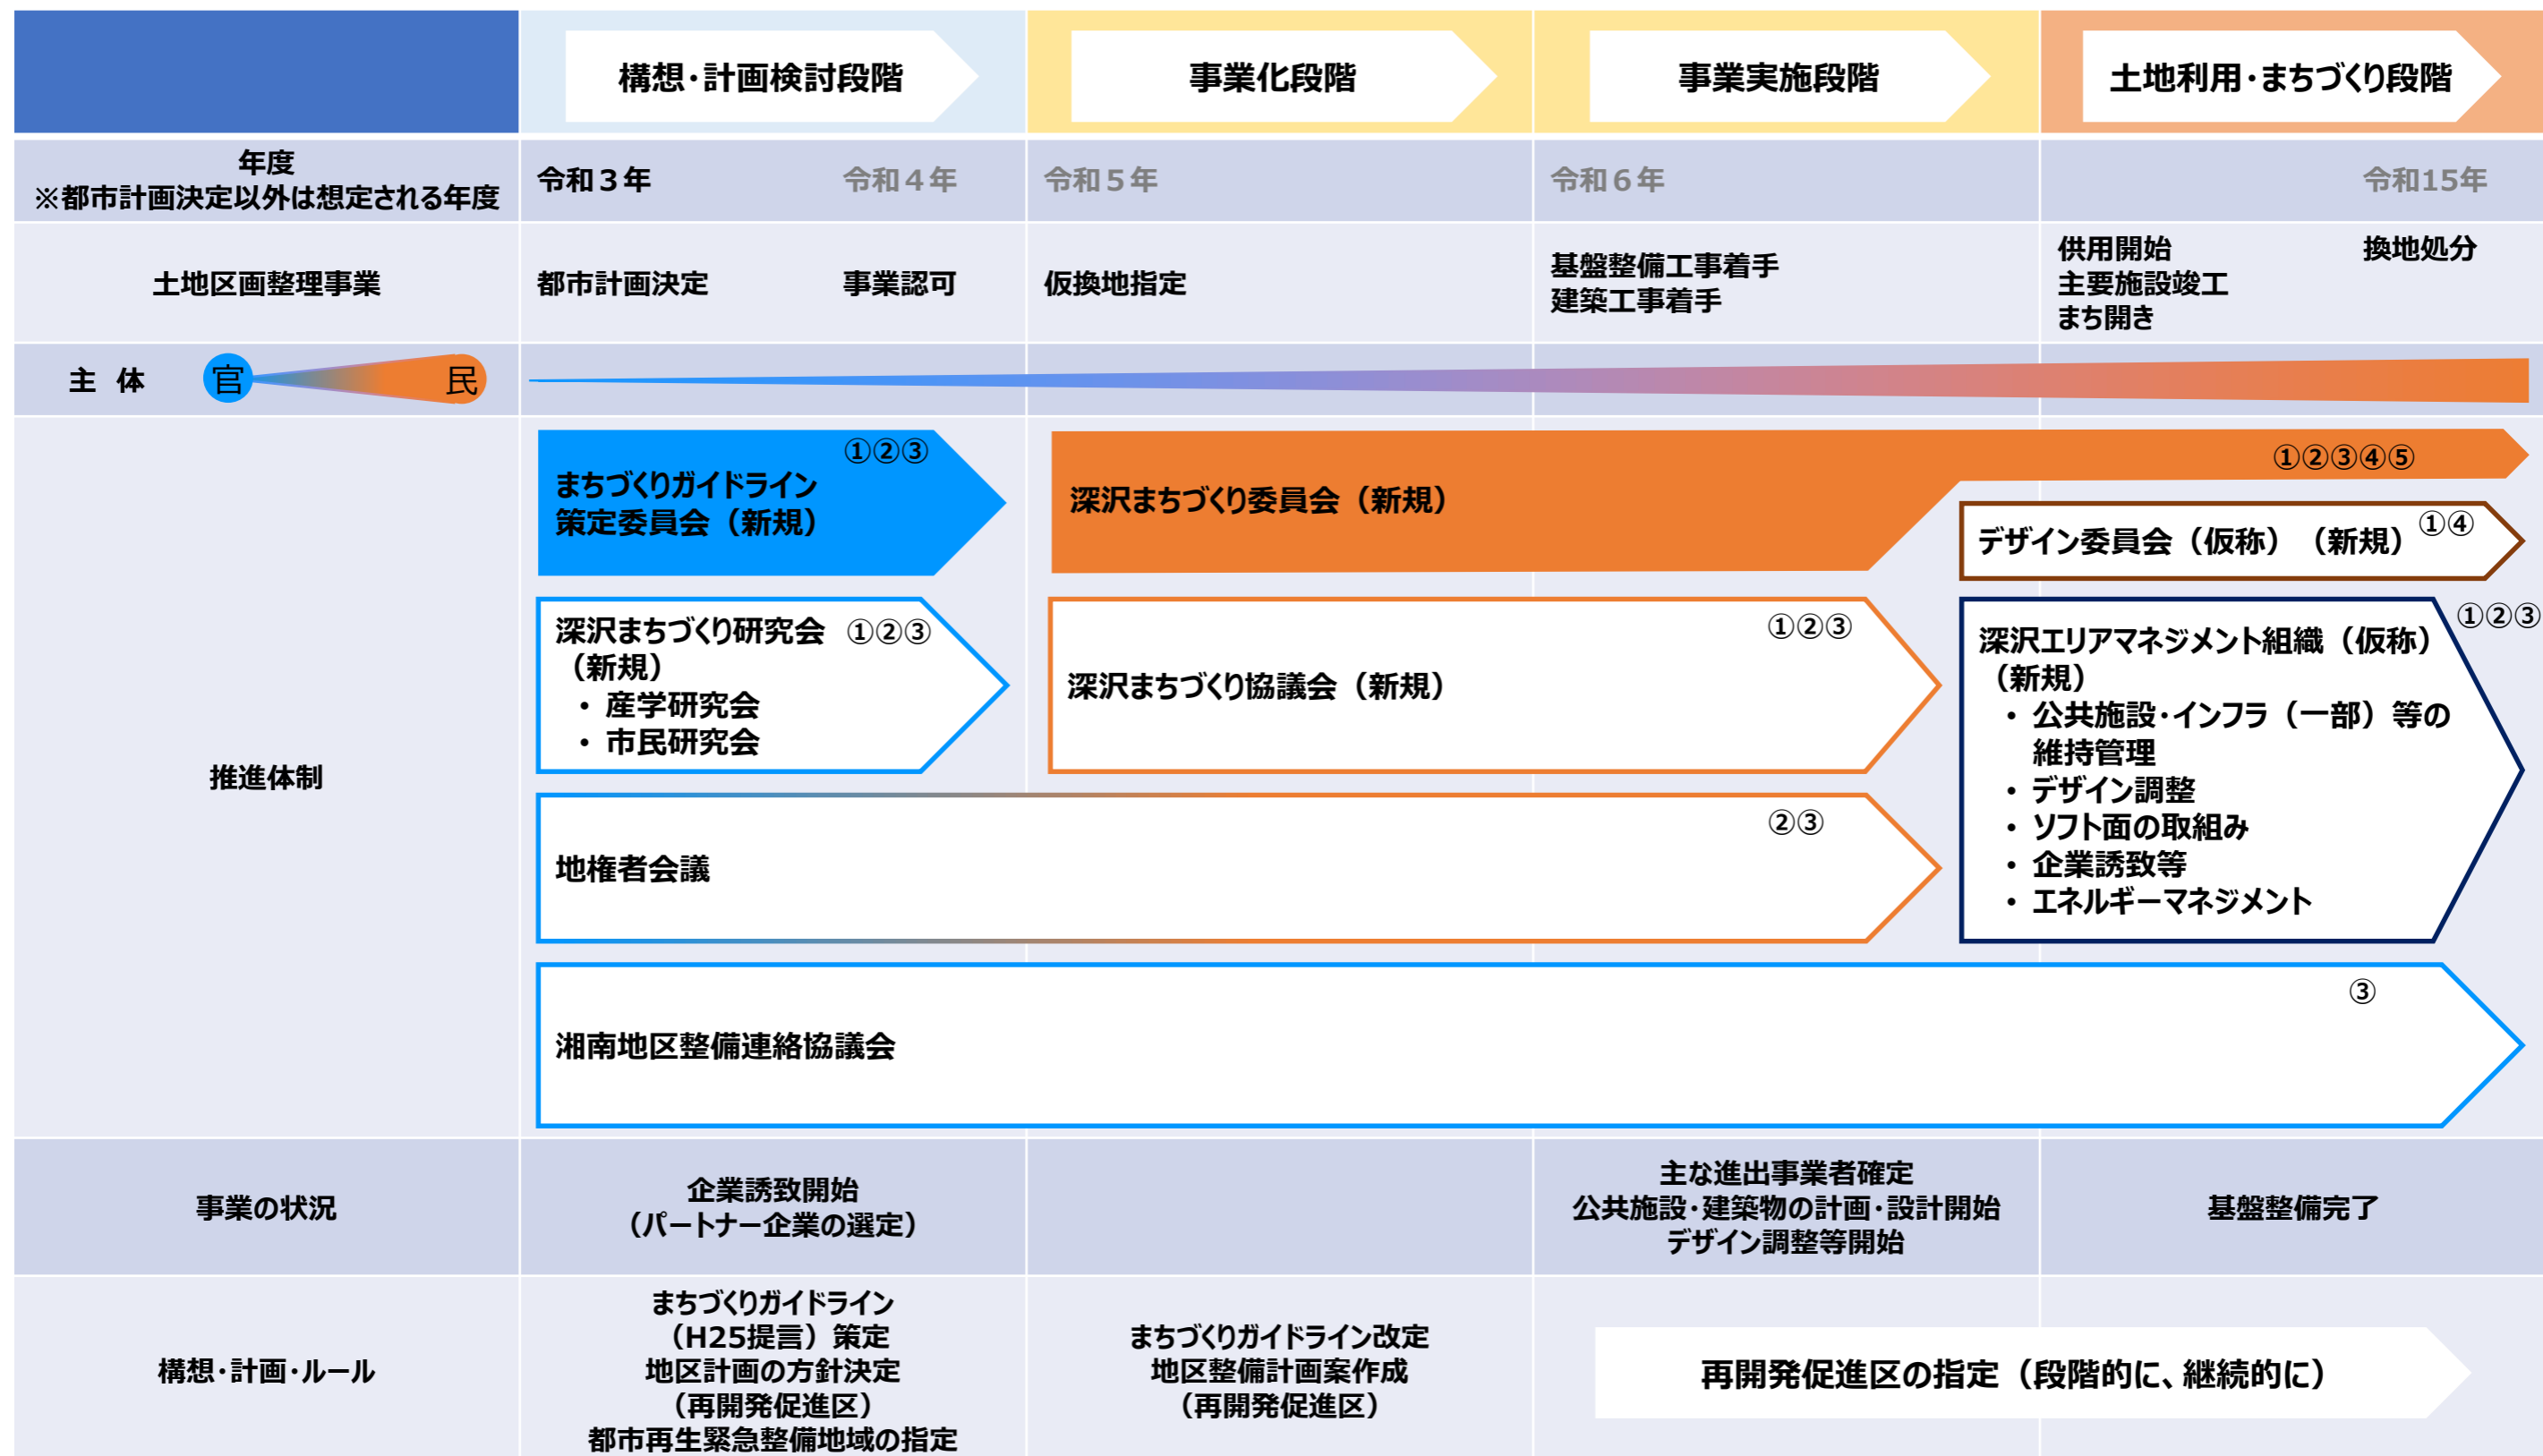 構想・計画検討段階
事業化段階
事業実施段階
土地利用・まちづくり段階
年度
※都市計画決定以外は想定される年度
令和３年
令和４年
令和５年
令和６年
令和15年
土地区画整理事業
都市計画決定
事業認可
仮換地指定
基盤整備工事着手
建築工事着手
供用開始
主要施設竣工
まち開き
換地処分
主 体
官
民
推進体制
①②③
まちづくりガイドライン
策定委員会（新規）
深沢まちづくり委員会（新規）
①②③④⑤
デザイン委員会（仮称）（新規）
①④
深沢まちづくり研究会
①②③
（新規）
・ 産学研究会
・ 市民研究会
①②③
深沢まちづくり協議会（新規）
①②③
深沢エリアマネジメント組織（仮称）
（新規）
・ 公共施設・インフラ（一部）等の
維持管理
・ デザイン調整
・ ソフト面の取組み
・ 企業誘致等
・ エネルギーマネジメント
②③
地権者会議
③
湘南地区整備連絡協議会
事業の状況
企業誘致開始
（パートナー企業の選定）
主な進出事業者確定
公共施設・建築物の計画・設計開始
デザイン調整等開始
基盤整備完了
構想・計画・ルール
まちづくりガイドライン
（H25提言）策定
地区計画の方針決定
（再開発促進区）
都市再生緊急整備地域の指定
まちづくりガイドライン改定
地区整備計画案作成
（再開発促進区）
再開発促進区の指定（段階的に、継続的に）